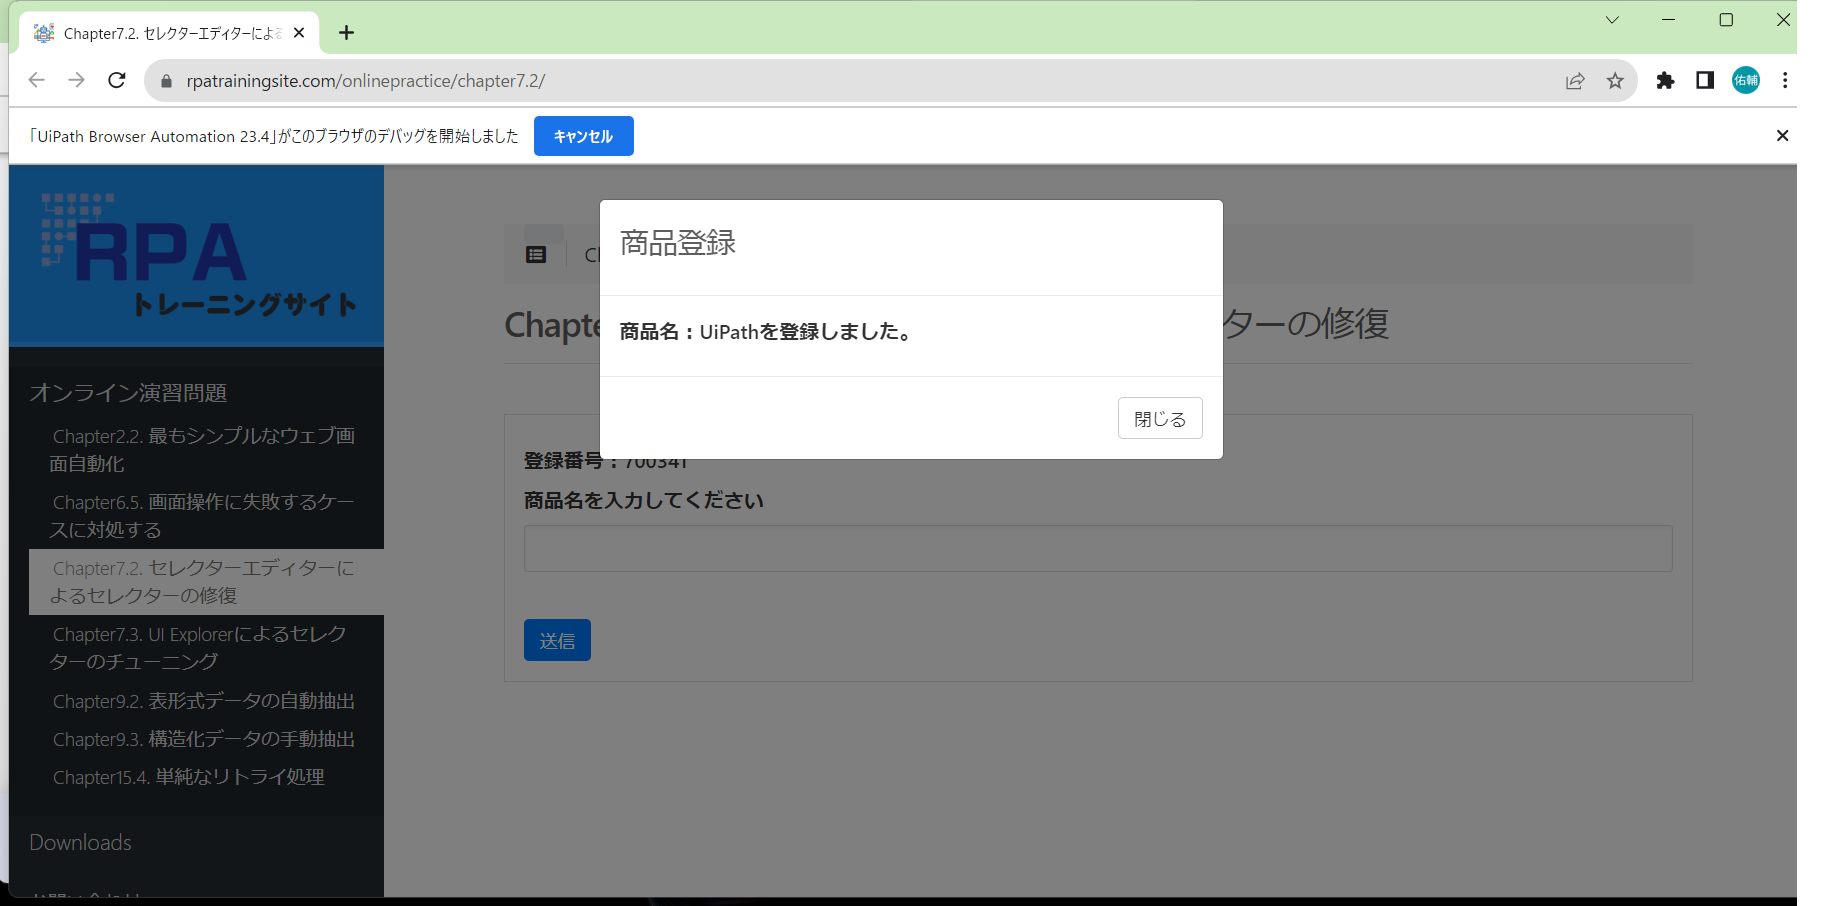 Chapter7.2. セレクターエディターによる
rpatrainingsite.com/onlinepractice/chapter7.2/
佑輔
「UiPath Browser Automation 23.4」がこのブラウザのデバッグを開始しました
キャンセル
RPA
トレーニングサイト
オンライン演習問題
Chapter2.2. 最もシンプルなウェブ画
面自動化
Chapter6.5. 画面操作に失敗するケー
スに対処する
Chapter7.2. セレクターエディターに
よるセレクターの修復
Chapter7.3. UI Explorerによるセレク
ターのチューニング
Chapter9.2. 表形式データの自動抽出
Chapter9.3. 構造化データの手動抽出
Chapter15.4. 単純なリトライ処理
Downloads
商品登録
商品名：UiPathを登録しました。
閉じる
Chapte
ターの修復
登録番号：700341
商品名を入力してください
送信